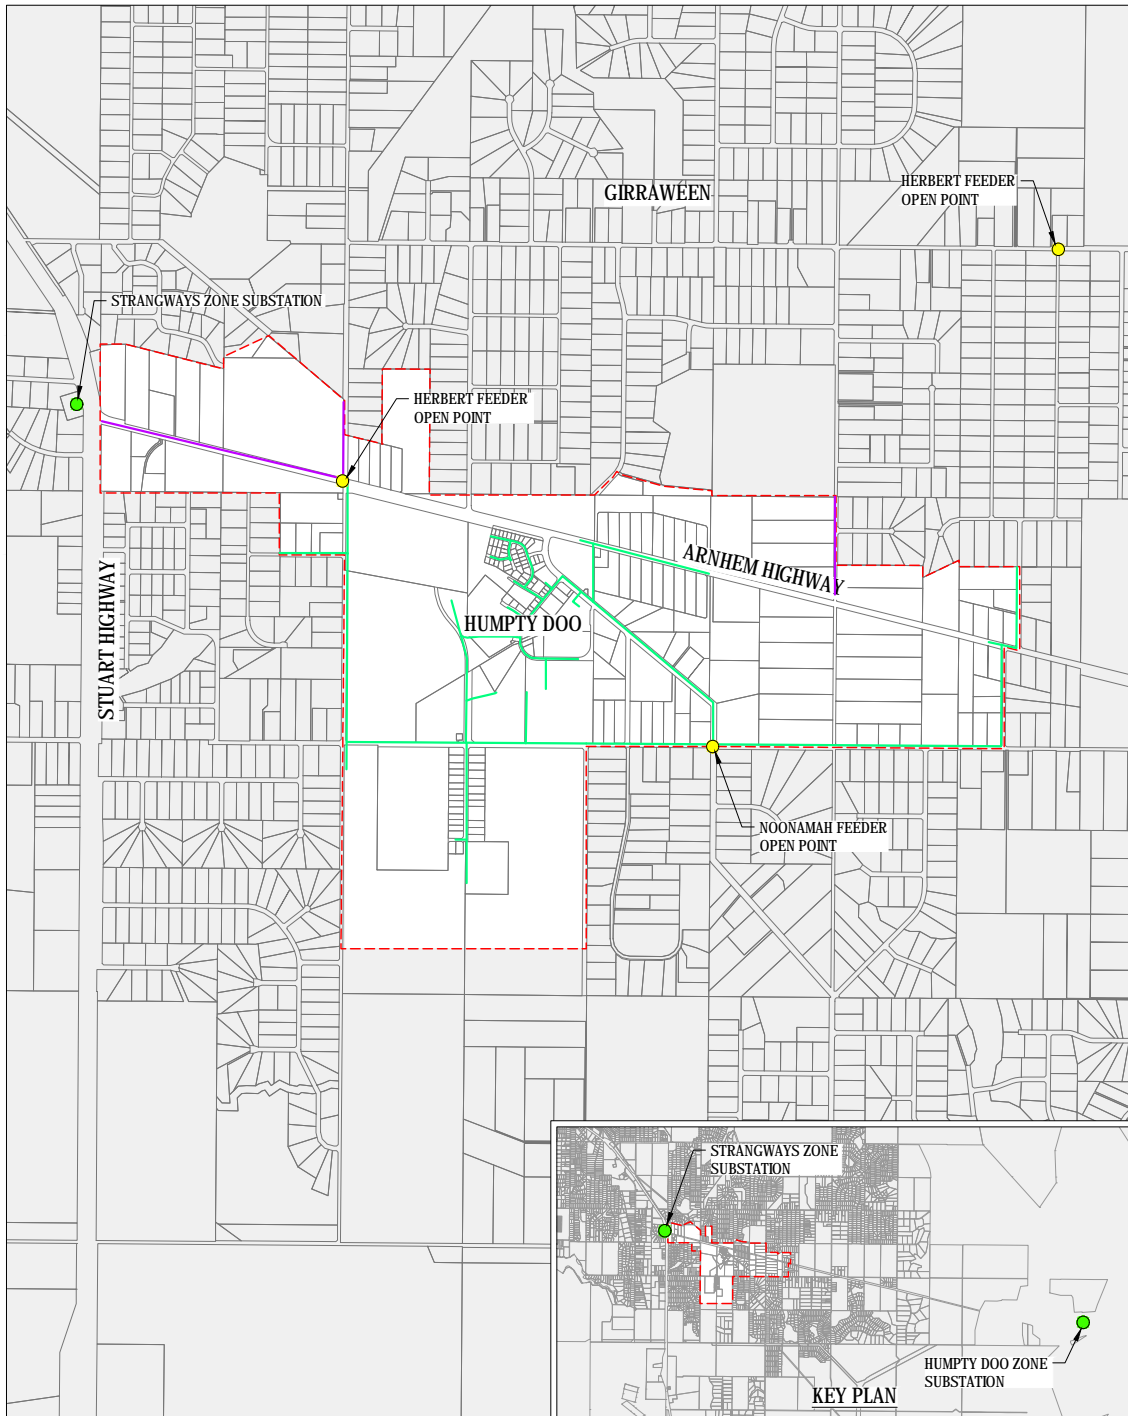 GIRRAWEEN
HERBERT FEEDER
OPEN POINT
STRANGWAYS ZONE SUBSTATION
HERBERT FEEDER
OPEN POINT
ARNHEM HIGHWAY
STUART HIGHWAY
HUMPTY DOO
NOONAMAH FEEDER
OPEN POINT
STRANGWAYS ZONE
SUBSTATION
HUMPTY DOO ZONE
SUBSTATION
KEY PLAN